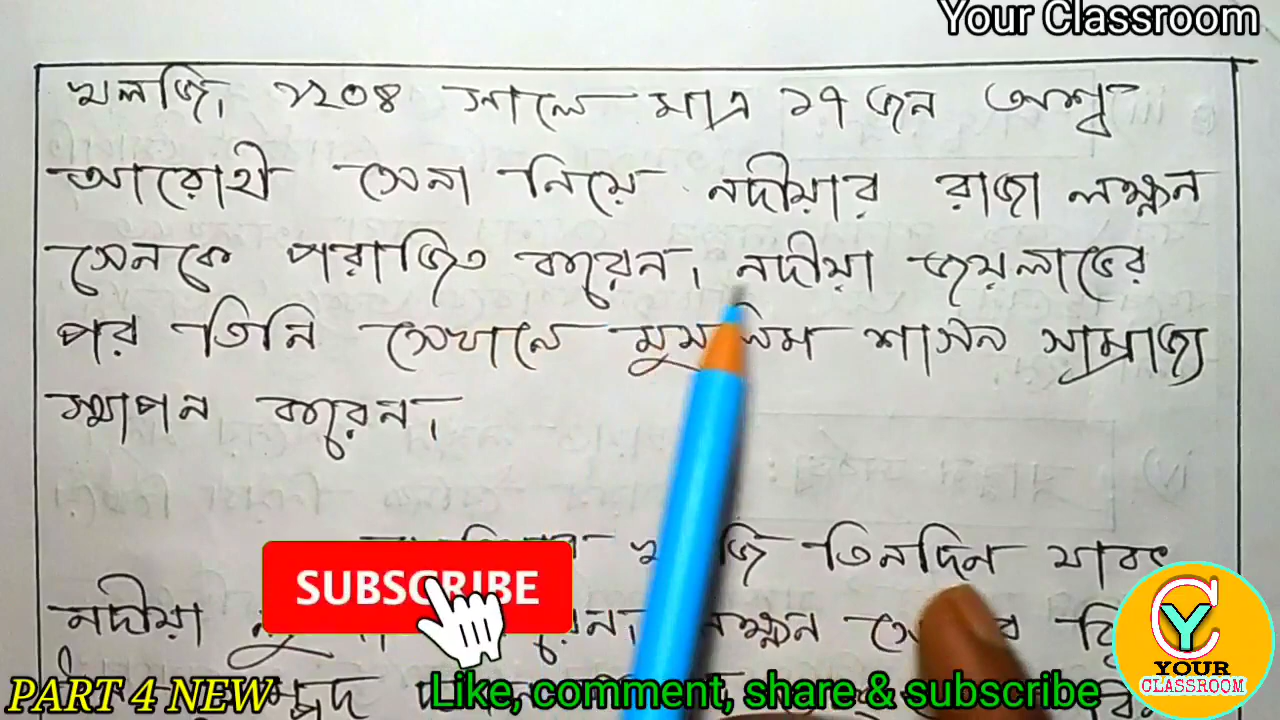 Your Classroom
খলজি। ১২০৪ সালে মাত্র ১৭ জন অশ্ব
আরোহী সেনা নিয়ে নদীয়ার রাজা লক্ষ্মন
সেনকে পরাজিত করেন। নদীয়া জয়লাভের
পর তিনি সেখানে মুসলিম শাসন সাম্রাজ্য
স্থাপন করেন।
খলজি তিনদিন যাবৎ
SUBSCRIBE
নদীয়া লক্ষ্মন
CY
YOUR
CLASSROOM
PART 4 NEW
Like, comment, share & subscribe